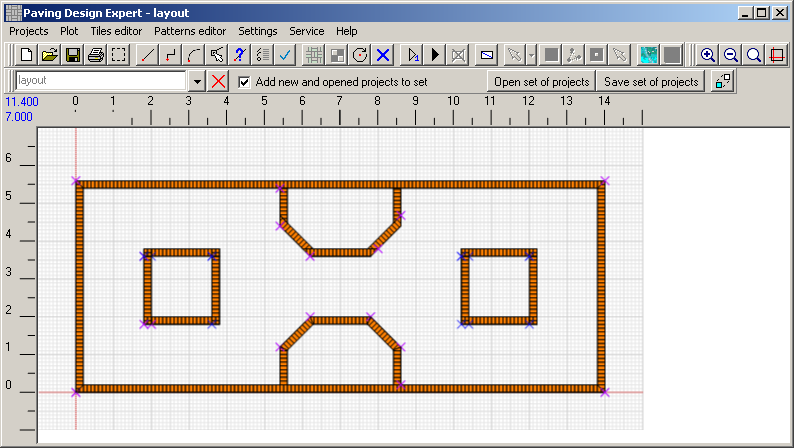 Paving Design Expert - layout
Projects Plot Tiles editor Patterns editor Settings Service Help
layout Add new and opened projects to set Open set of projects Save set of projects
11.400 0 1 2 3 4 5 6 7 8 9 10 11 12 13 14
7.000
6
5
4
3
2
1
0